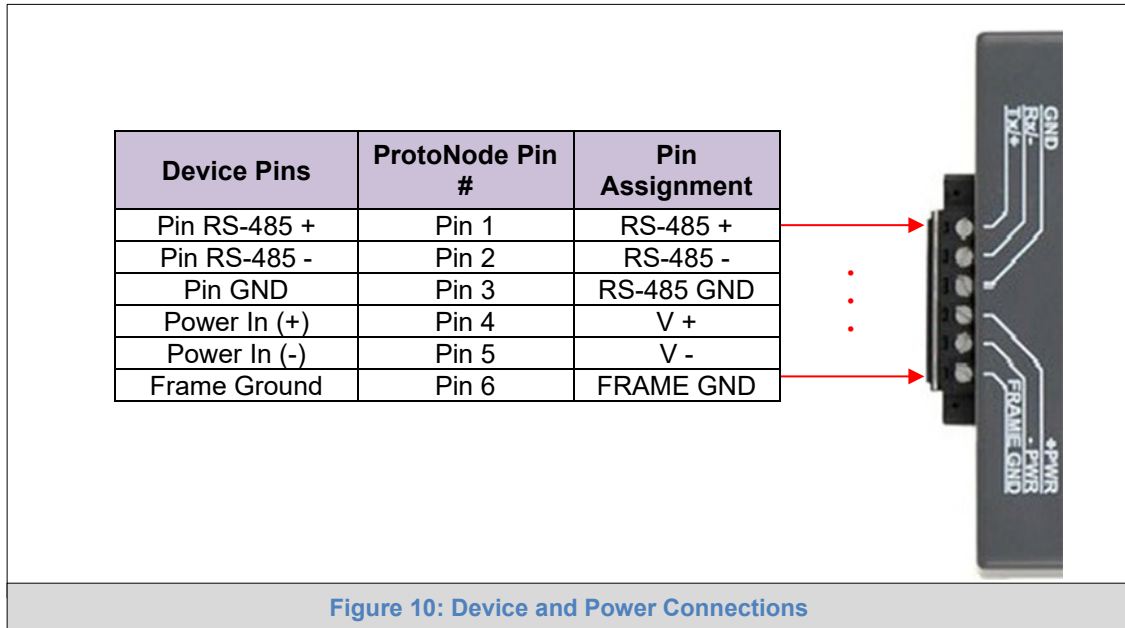 Device Pins ProtoNode Pin # Pin Assignment
Pin RS-485 + Pin 1 RS-485 +
Pin RS-485 - Pin 2 RS-485 -
Pin GND Pin 3 RS-485 GND
Power In (+) Pin 4 V +
Power In (-) Pin 5 V -
Frame Ground Pin 6 FRAME GND
GND
Rx/-
Tx/+
+PWR
- PWR
FRAME GND
Figure 10: Device and Power Connections